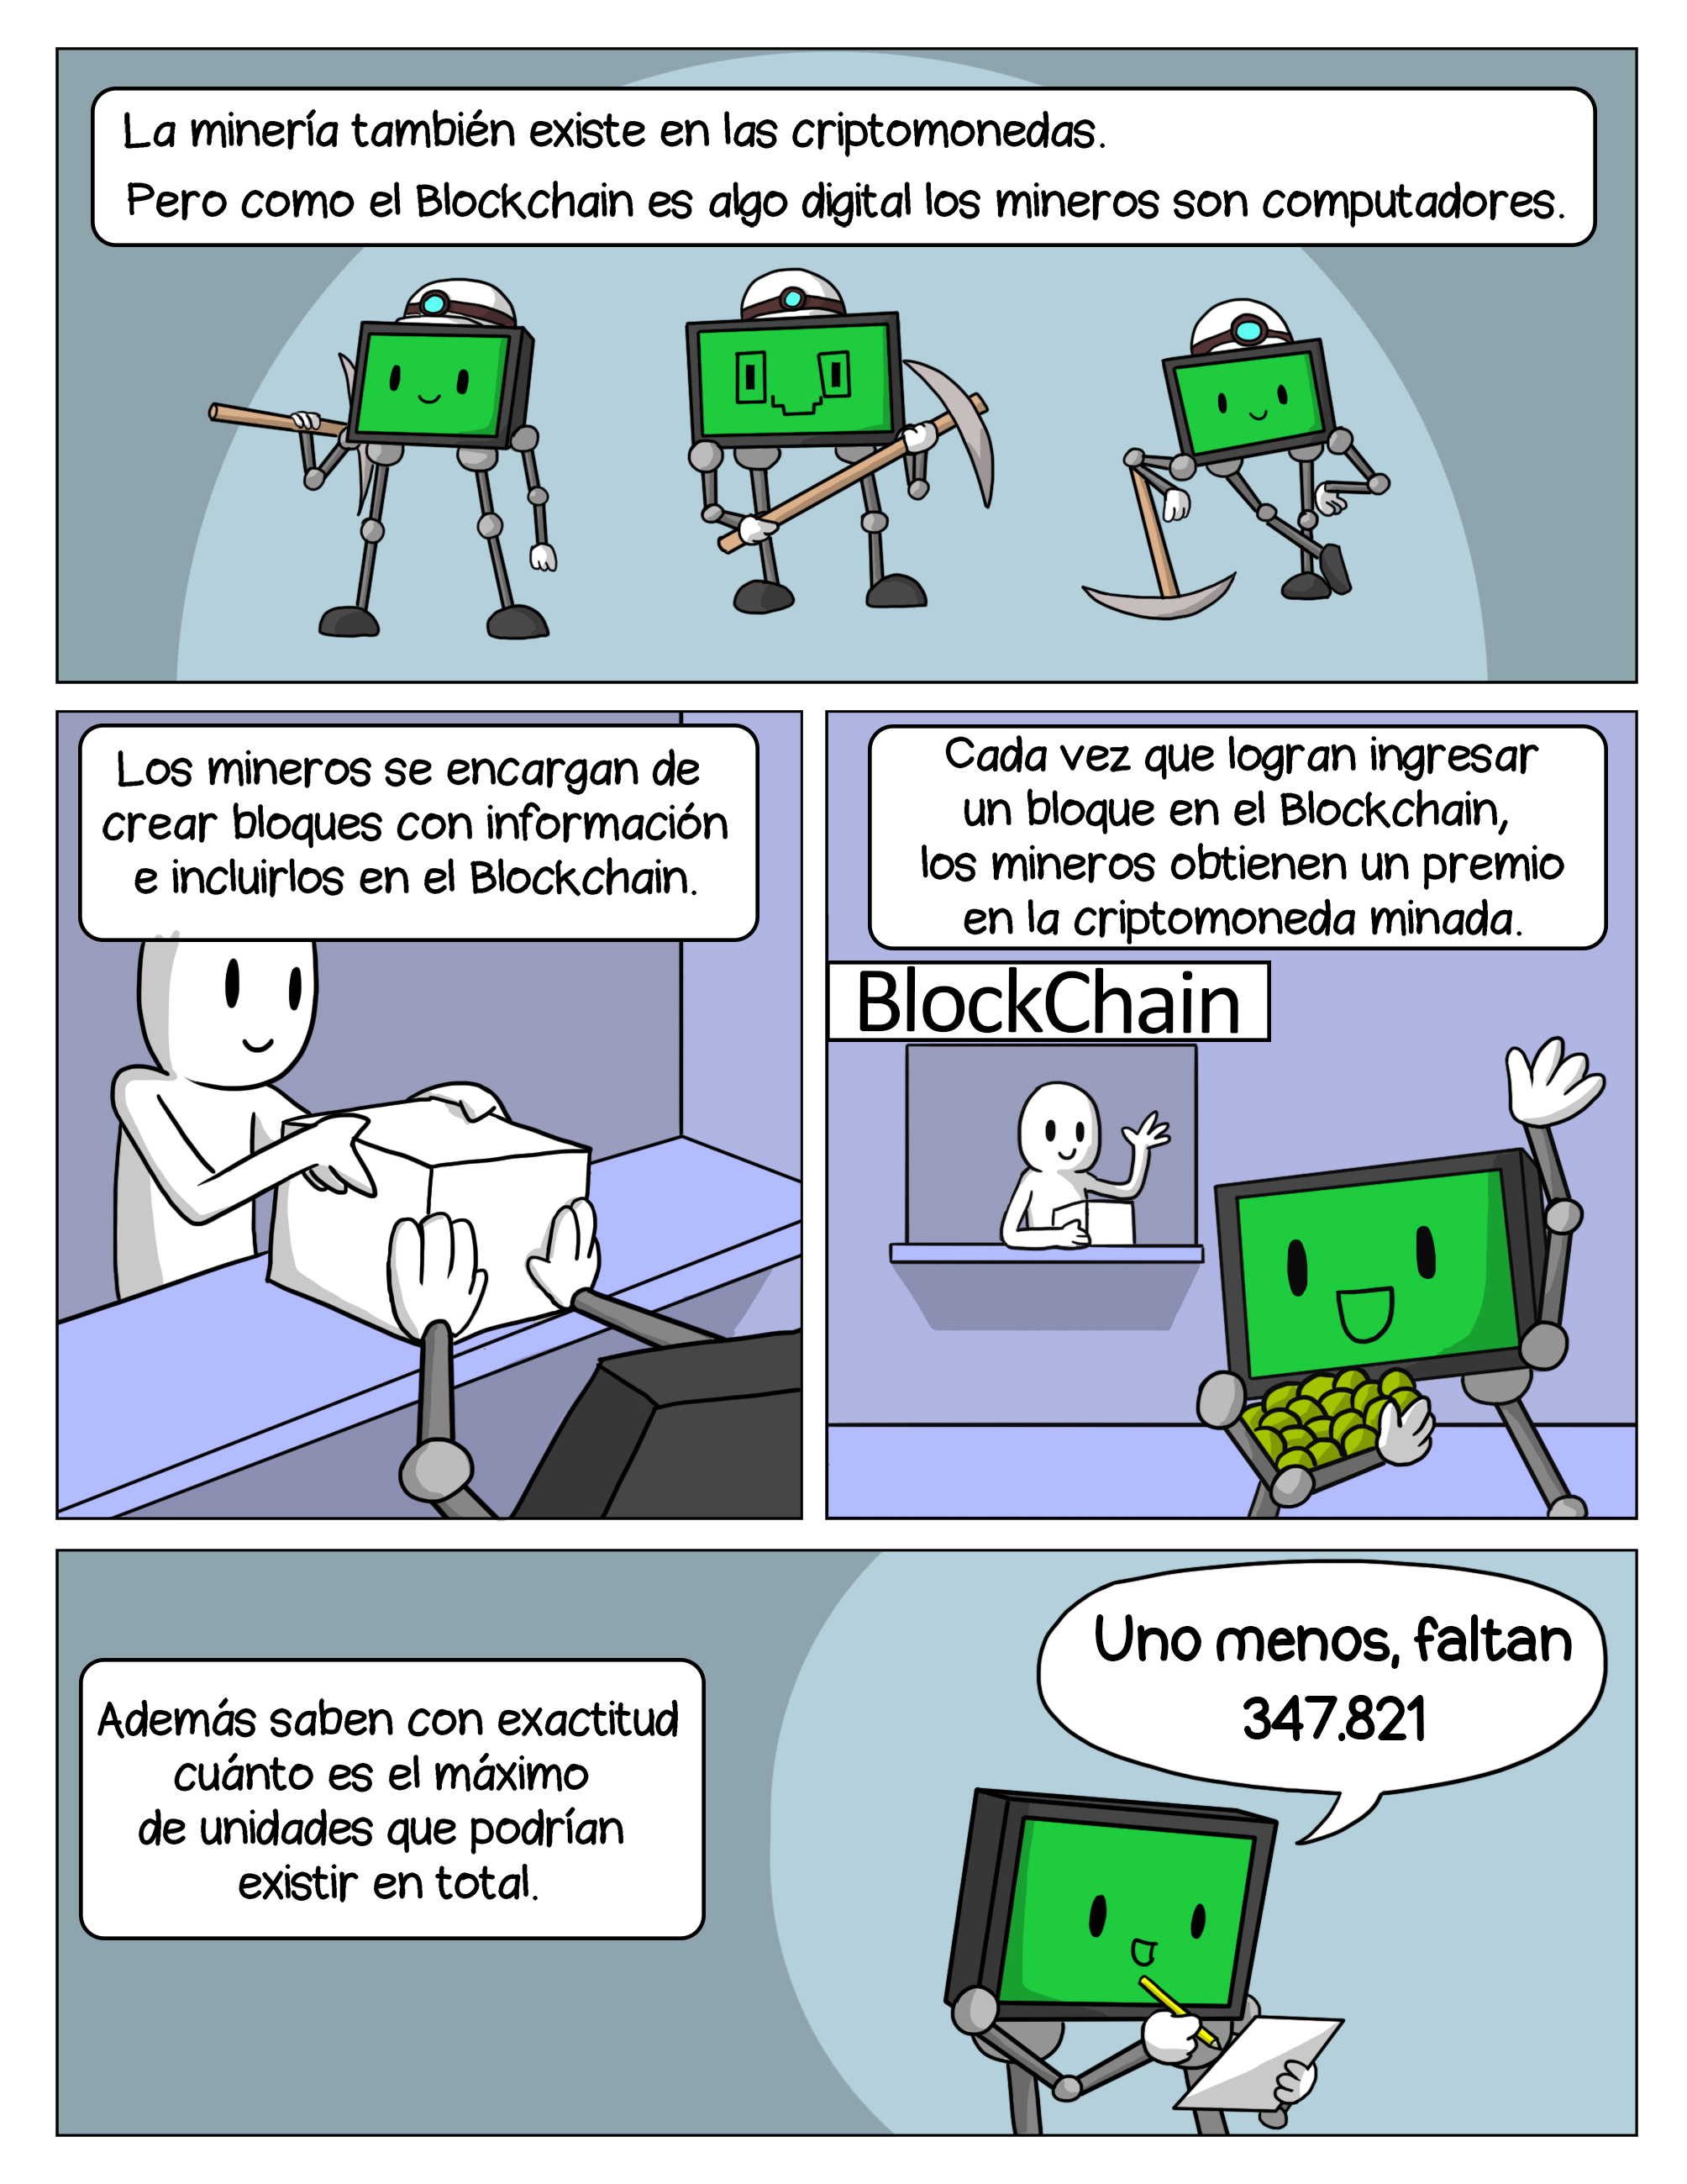 La minería también existe en las criptomonedas.
Pero como el Blockchain es algo digital los mineros son computadores.
Los mineros se encargan de
crear bloques con información
e incluirlos en el Blockchain.
Cada vez que logran ingresar
un bloque en el Blockchain,
los mineros obtienen un premio
en la criptomoneda minada.
BlockChain
Además saben con exactitud
cuánto es el máximo
de unidades que podrían
existir en total.
Uno menos, faltan
347.821